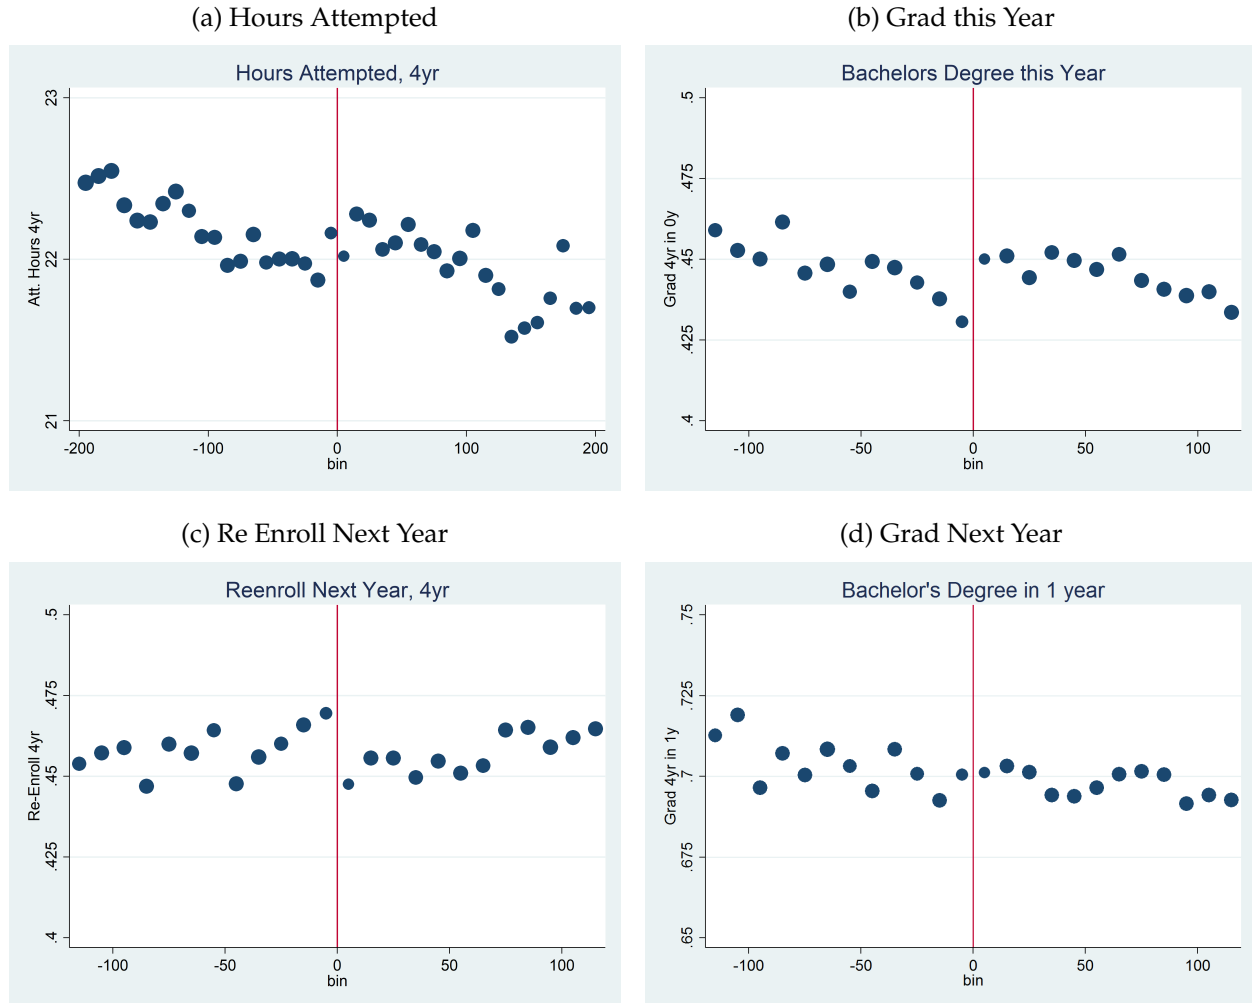 (a) Hours Attempted
Hours Attempted, 4yr
Att. Hours 4yr
23
22
21
-200
-100
0
100
200
bin
(b) Grad this Year
Bachelors Degree this Year
Grad 4yr in 0y
.5
.475
.45
.425
.4
-100
-50
0
50
100
bin
(c) Re Enroll Next Year
Reenroll Next Year, 4yr
Re-Enroll 4yr
.5
.475
.45
.425
.4
-100
-50
0
50
100
bin
(d) Grad Next Year
Bachelor's Degree in 1 year
Grad 4yr in 1y
.75
.725
.7
.675
.65
-100
-50
0
50
100
bin